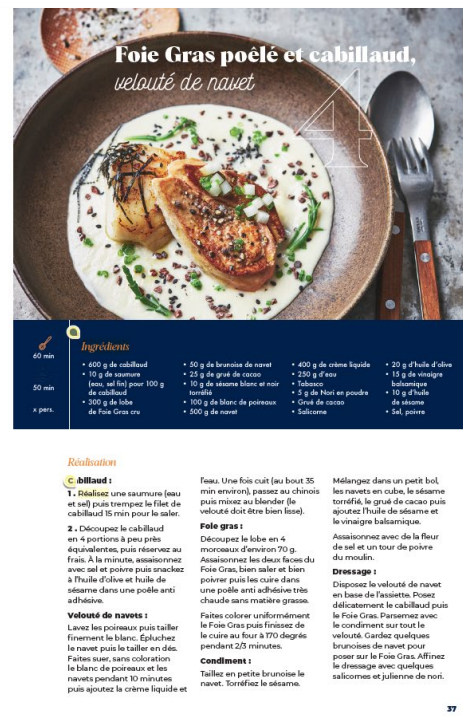 Foie Gras poêlé et cabillaud,
velouté de navet
4
60 min
50 min
x pers.
Ingrédients
• 600 g de cabillaud
• 10 g de saumure
(eau, sel fin) pour 100 g
de cabillaud
• 300 g de lobe
de Foie Gras cru
• 50 g de brunoise de navet
• 25 g de grué de cacao
• 10 g de sésame blanc et noir
torréfié
• 100 g de blanc de poireaux
• 500 g de navet
• 400 g de crème liquide
• 250 g d'eau
• Tabasco
• 5 g de Nori en poudre
• Grué de cacao
• Salicorne
• 20 g d'huile d'olive
• 15 g de vinaigre
balsamique
• 10 g d'huile
de sésame
• Sel, poivre
Réalisation
Cabillaud :
1 . Réalisez une saumure (eau
et sel) puis trempez le filet de
cabillaud 15 min pour le saler.
2 . Découpez le cabillaud
en 4 portions à peu près
équivalentes, puis réservez au
frais. À la minute, assaisonnez
avec sel et poivre puis snackez
à l'huile d'olive et huile de
sésame dans une poêle anti
adhésive.
Velouté de navets :
Lavez les poireaux puis tailler
finement le blanc. Épluchez
le navet puis le tailler en dés.
Faites suer, sans coloration
le blanc de poireaux et les
navets pendant 10 minutes
puis ajoutez la crème liquide et
l'eau. Une fois cuit (au bout 35
min environ), passez au chinois
puis mixez au blender (le
velouté doit être bien lisse).
Foie gras :
Découpez le lobe en 4
morceaux d'environ 70 g.
Assaisonnez les deux faces du
Foie Gras, bien saler et bien
poivrer puis les cuire dans
une poêle anti adhésive très
chaude sans matière grasse.
Faites colorer uniformément
le Foie Gras puis finissez de
le cuire au four à 170 degrés
pendant 2/3 minutes.
Condiment :
Taillez en petite brunoise le
navet. Torréfiez le sésame.
Mélangez dans un petit bol,
les navets en cube, le sésame
torréfié, le grué de cacao puis
ajoutez l'huile de sésame et
le vinaigre balsamique.
Assaisonnez avec de la fleur
de sel et un tour de poivre
du moulin.
Dressage :
Disposez le velouté de navet
en base de l'assiette. Posez
délicatement le cabillaud puis
le Foie Gras. Parsemez avec
le condiment sur tout le
velouté. Gardez quelques
brunoises de navet pour
poser sur le Foie Gras. Affinez
le dressage avec quelques
salicornes et julienne de nori.
37